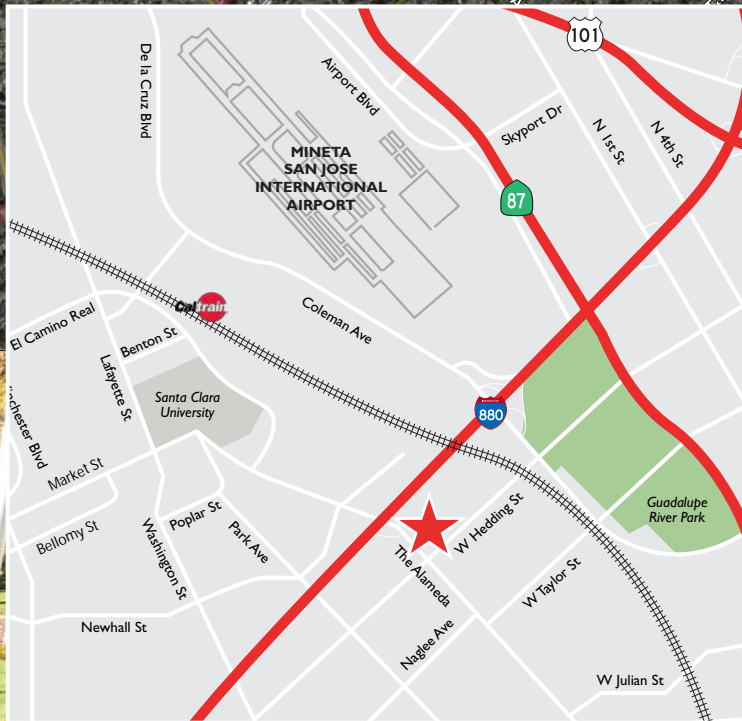 101
De la Cruz Blvd
Airport Blvd
Skyport Dr
N 1st St
N 4th St
MINETA
SAN JOSE
INTERNATIONAL
AIRPORT
87
Caltrain
Coleman Ave
El Camino Real
Benton St
Lafayette St
Santa Clara
University
880
Market St
Guadalupe
River Park
Bellomy St
Poplar St
Park Ave
Washington St
W Hedding St
The Alameda
W Taylor St
Naglee Ave
Newhall St
W Julian St